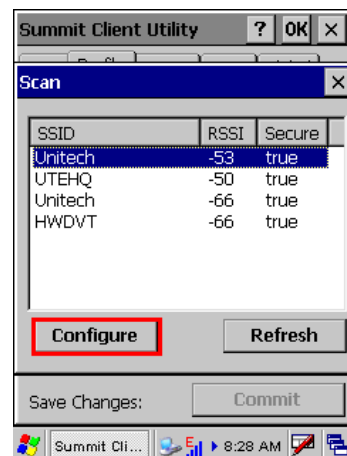 Summit Client Utility ? OK ×
Scan ×
SSID RSSI Secure
Unitech -53 true
UTEHQ -50 true
Unitech -66 true
HWDVT -66 true
Configure Refresh
Save Changes: Commit
Summit Cli... 8:28 AM